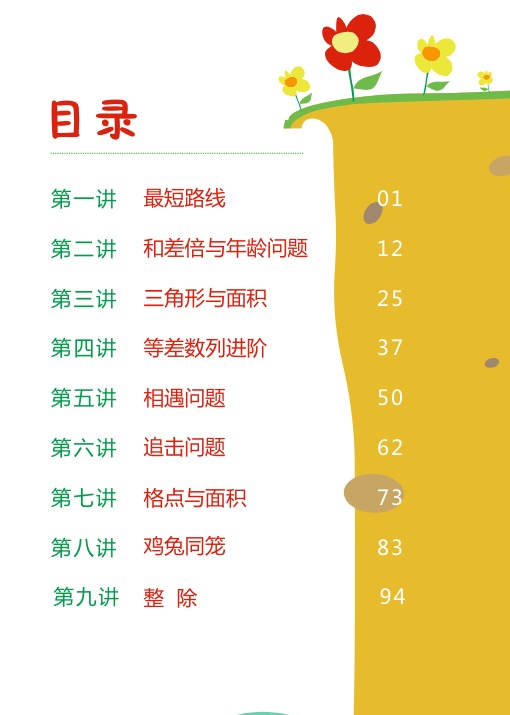 目录
第一讲 最短路线 01
第二讲 和差倍与年龄问题 12
第三讲 三角形与面积 25
第四讲 等差数列进阶 37
第五讲 相遇问题 50
第六讲 追击问题 62
第七讲 格点与面积 73
第八讲 鸡兔同笼 83
第九讲 整 除 94